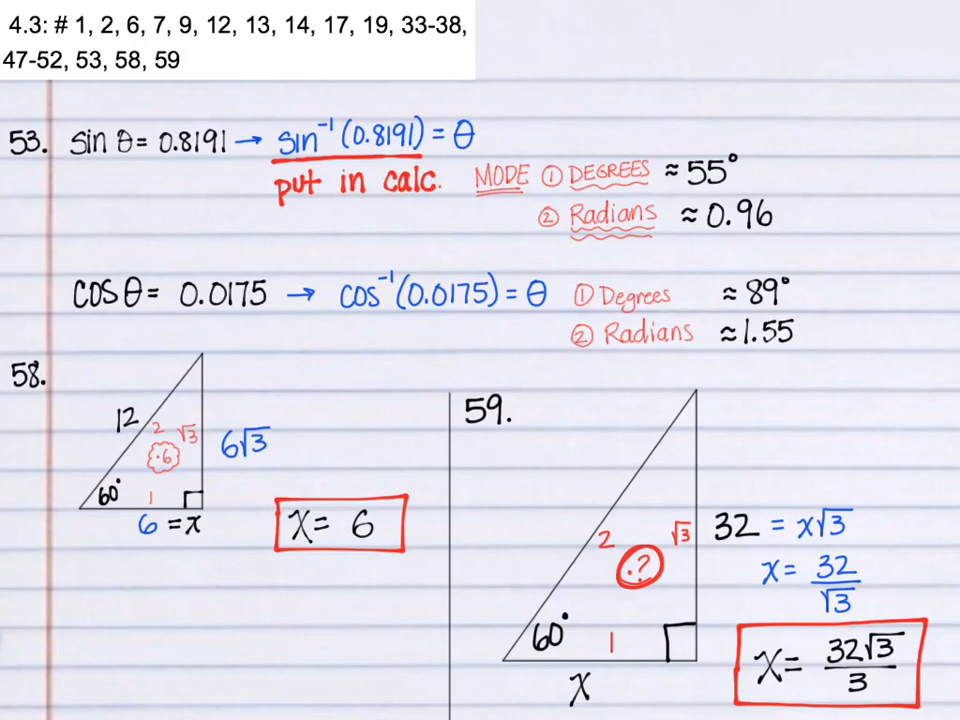 4.3: # 1, 2, 6, 7, 9, 12, 13, 14, 17, 19, 33-38,
47-52, 53, 58, 59
53. sin θ = 0.8191 → sin⁻¹ (0.8191) = θ
put in calc. MODE ① DEGREES ≈ 55°
② Radians ≈ 0.96
cos θ = 0.0175 → cos⁻¹(0.0175) = θ ① Degrees ≈ 89°
② Radians ≈ 1.55
58.
12
2 √3
·6
6√3
60° 1
6 = x
x = 6
59.
2 √3
·?
32 = x√3
x = 32/√3
60° 1
x
x = 32√3/3